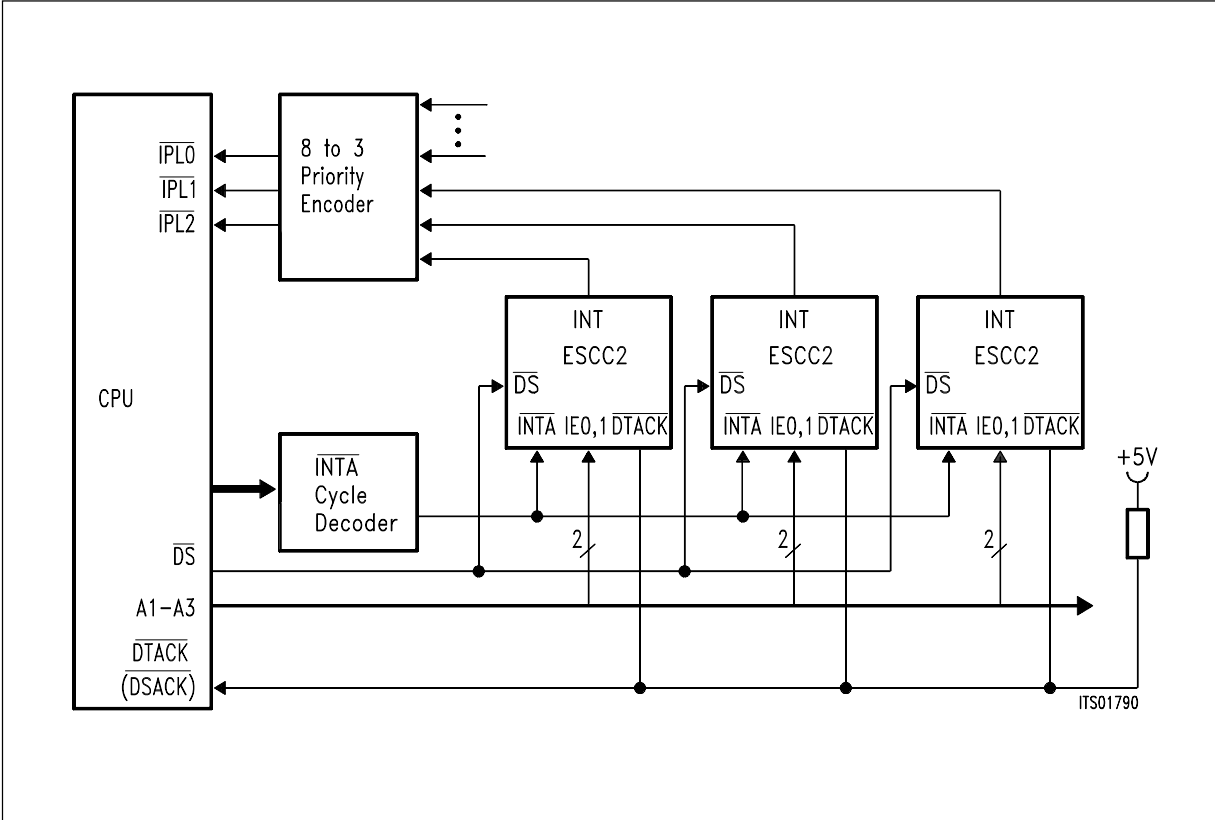 IPL0
IPL1
IPL2
CPU
DS
A1-A3
DTACK
(DSACK)
8 to 3
Priority
Encoder
INTA
Cycle
Decoder
INT
ESCC2
DS
INTA IE0,1 DTACK
INT
ESCC2
DS
INTA IE0,1 DTACK
INT
ESCC2
DS
INTA IE0,1 DTACK
2
2
2
+5V
ITS01790